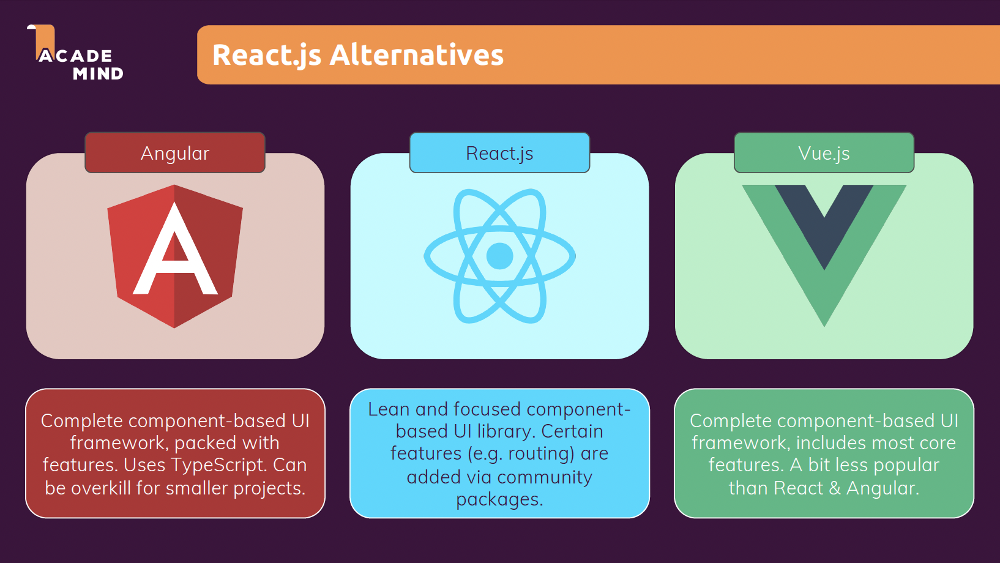 ACADE
MIND
React.js Alternatives
Angular
Complete component-based UI
framework, packed with
features. Uses TypeScript. Can
be overkill for smaller projects.
React.js
Lean and focused component-
based UI library. Certain
features (e.g. routing) are
added via community
packages.
Vue.js
Complete component-based UI
framework, includes most core
features. A bit less popular
than React & Angular.